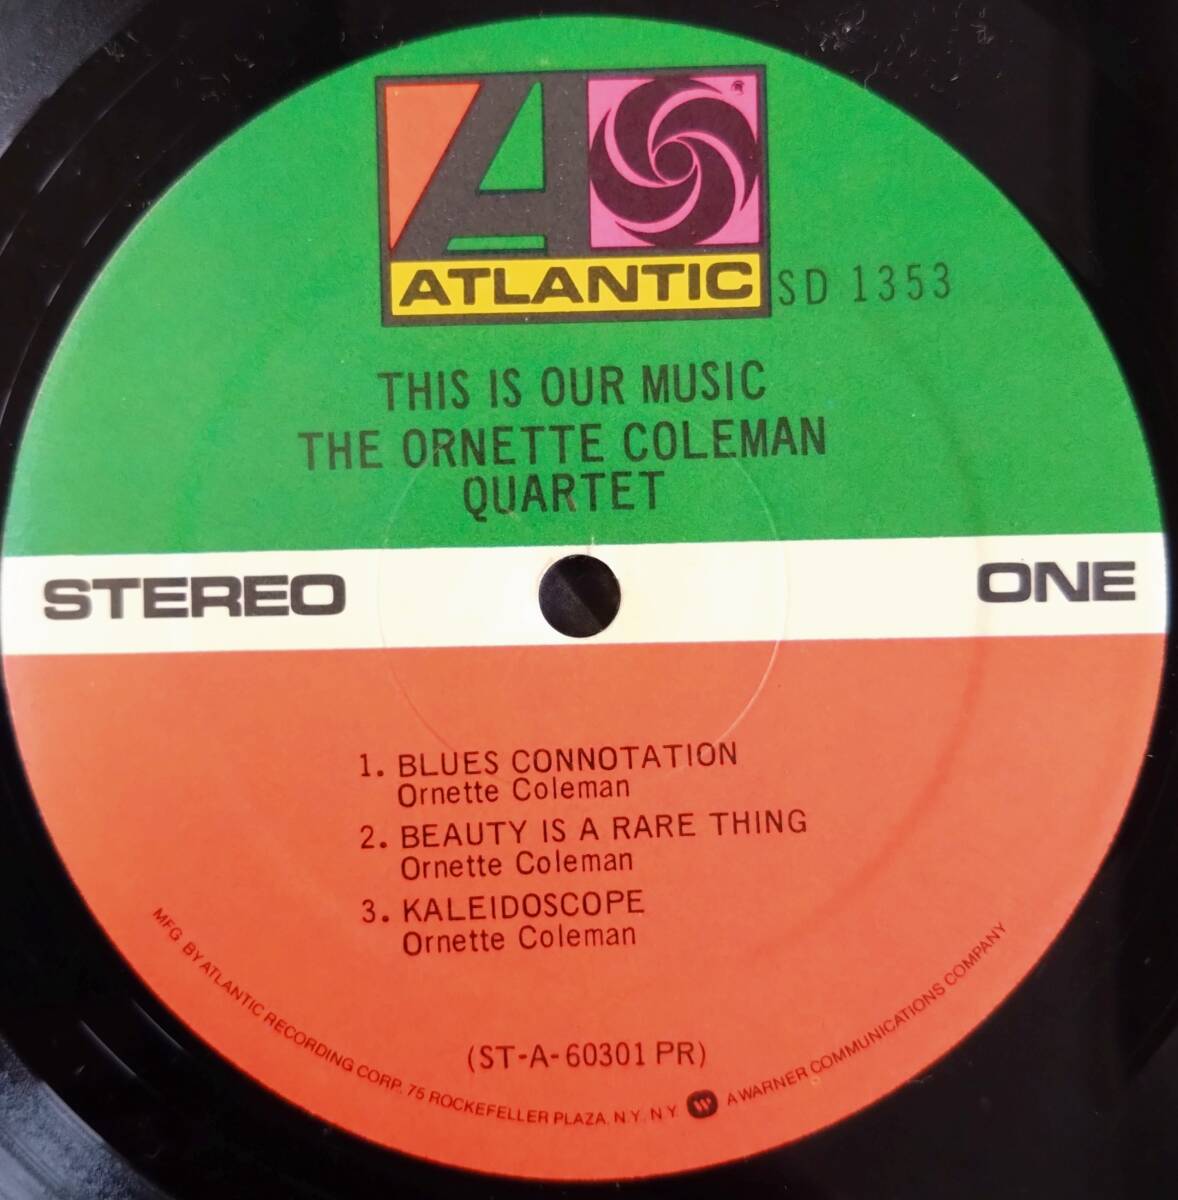 ATLANTIC
SD 1353
THIS IS OUR MUSIC
THE ORNETTE COLEMAN
QUARTET
STEREO
ONE
1. BLUES CONNOTATION
Ornette Coleman
2. BEAUTY IS A RARE THING
Ornette Coleman
3. KALEIDOSCOPE
Ornette Coleman
(ST-A-60301 PR)
MFG. BY ATLANTIC RECORDING CORP. 75 ROCKEFELLER PLAZA, N.Y. N.Y. A WARNER COMMUNICATIONS COMPANY